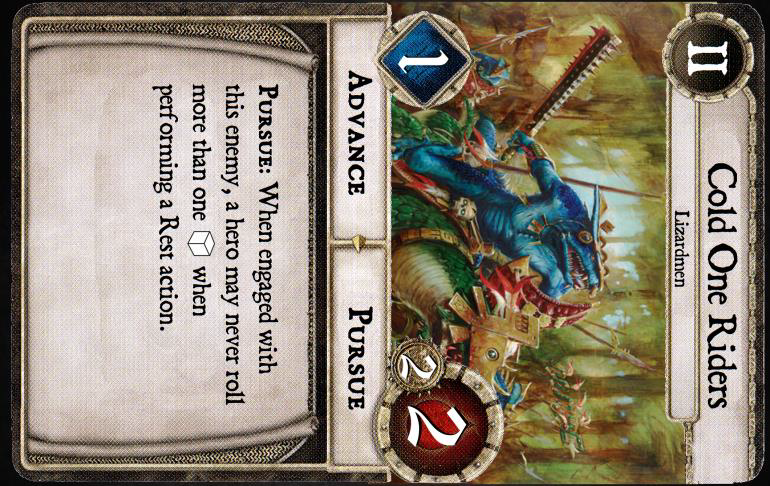 II
Cold One Riders
Lizardmen
1
2
2
ADVANCE
PURSUE
PURSUE: When engaged with
this enemy, a hero may never roll
more than one when
performing a Rest action.